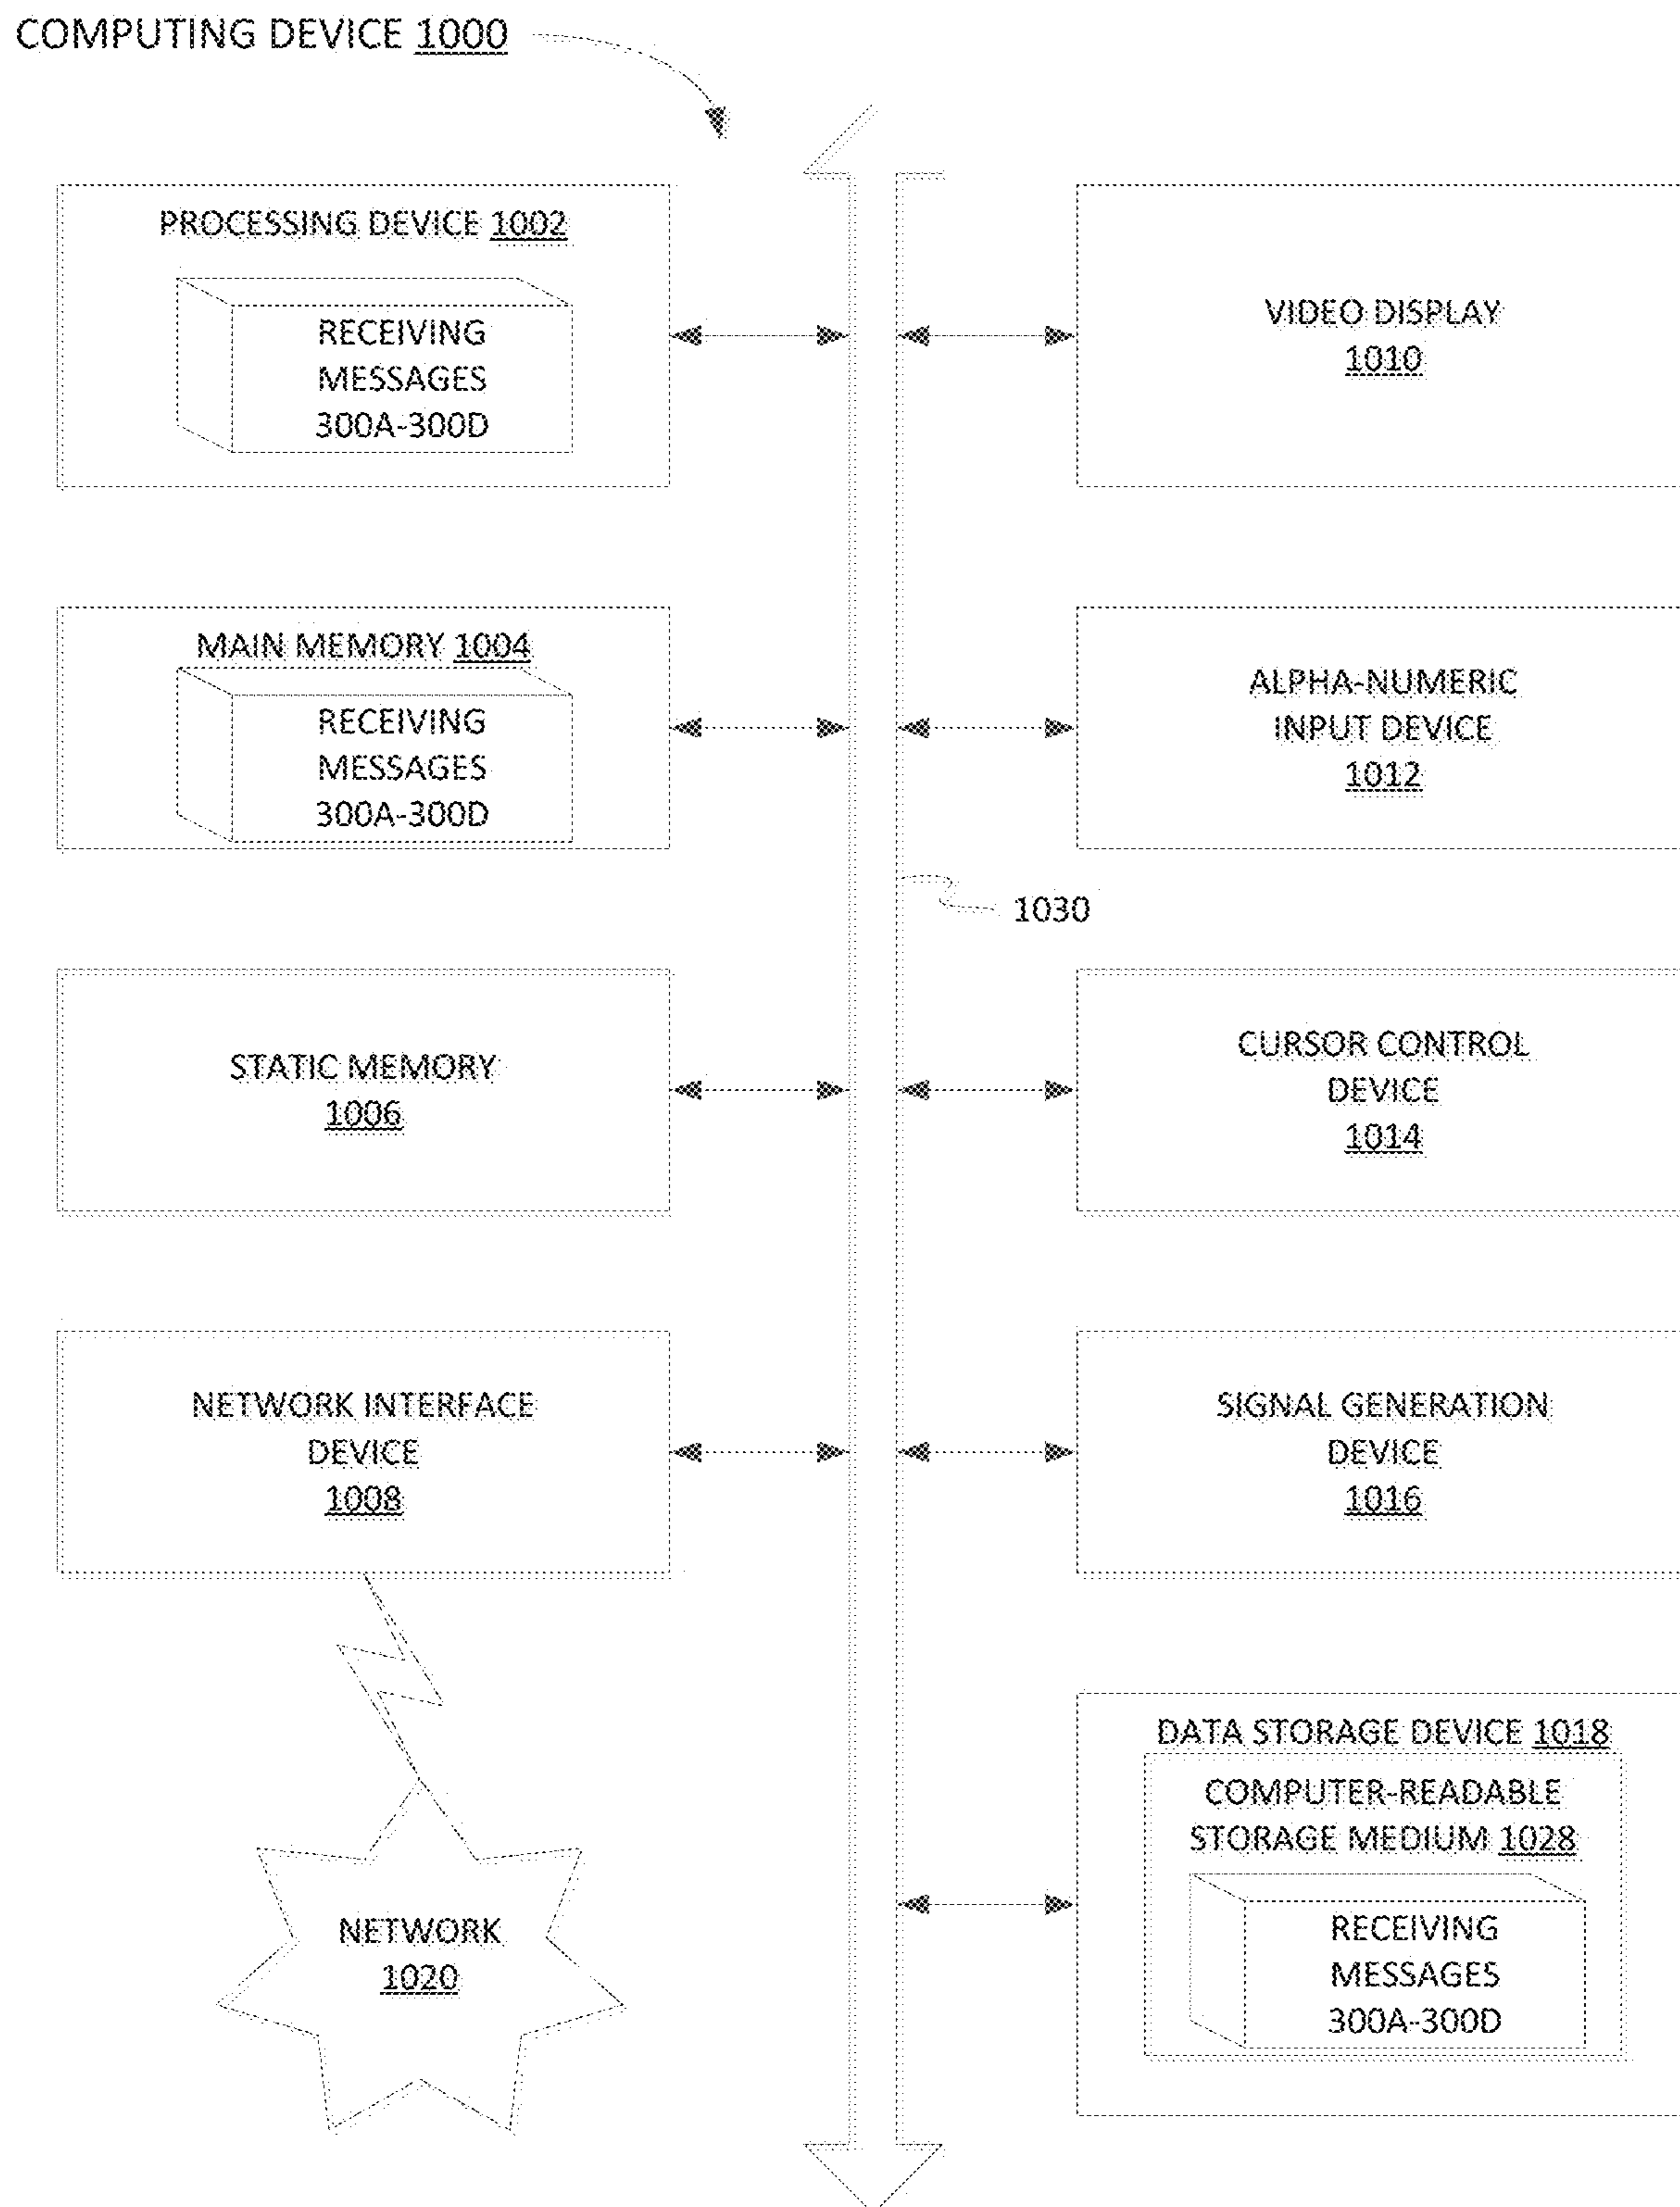 COMPUTING DEVICE 1000
PROCESSING DEVICE 1002
RECEIVING
MESSAGES
300A-300D
VIDEO DISPLAY
1010
MAIN MEMORY 1004
RECEIVING
MESSAGES
300A-300D
ALPHA-NUMERIC
INPUT DEVICE
1012
1030
STATIC MEMORY
1006
CURSOR CONTROL
DEVICE
1014
NETWORK INTERFACE
DEVICE
1008
SIGNAL GENERATION
DEVICE
1016
DATA STORAGE DEVICE 1018
COMPUTER-READABLE
STORAGE MEDIUM 1028
RECEIVING
MESSAGES
300A-300D
NETWORK
1020